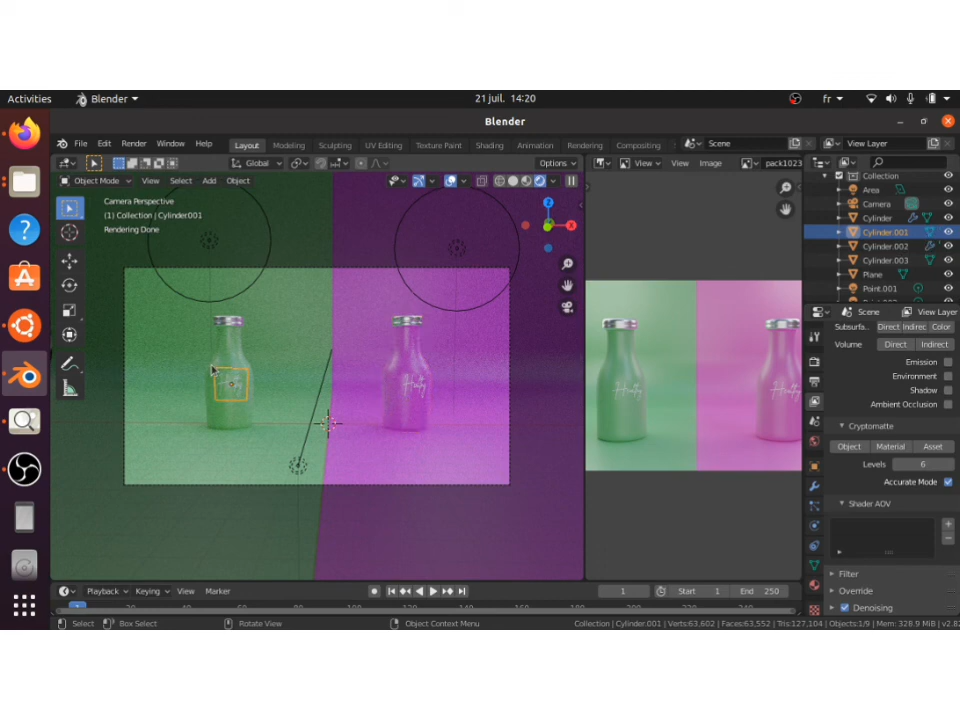 Activities Blender 21 juil. 14:20 fr
Blender
File Edit Render Window Help Layout Modeling Sculpting UV Editing Texture Paint Shading Animation Rendering Compositing Scene View Layer
Global Options View View Image pack1023
Object Mode View Select Add Object Collection
Camera Perspective Area
(1) Collection | Cylinder001 Camera
Rendering Done Cylinder
Cylinder.001
Cylinder.002
Cylinder.003
Plane
Point.001
Scene View Layer
Subsurfa.. Direct Indirec Color
Volume Direct Indirect
Emission
Environment
Shadow
Ambient Occlusion
Cryptomatte
Object Material Asset
Levels 6
Accurate Mode
Shader AOV
Filter
Override
Denoising
Playback Keying View Marker 1 Start 1 End 250
Select Box Select Rotate View Object Context Menu Collection | Cylinder.001 | Verts:63,602 | Faces:63,552 | Tris:127,104 | Objects:1/9 | Mem: 328.9 MiB | v2.8